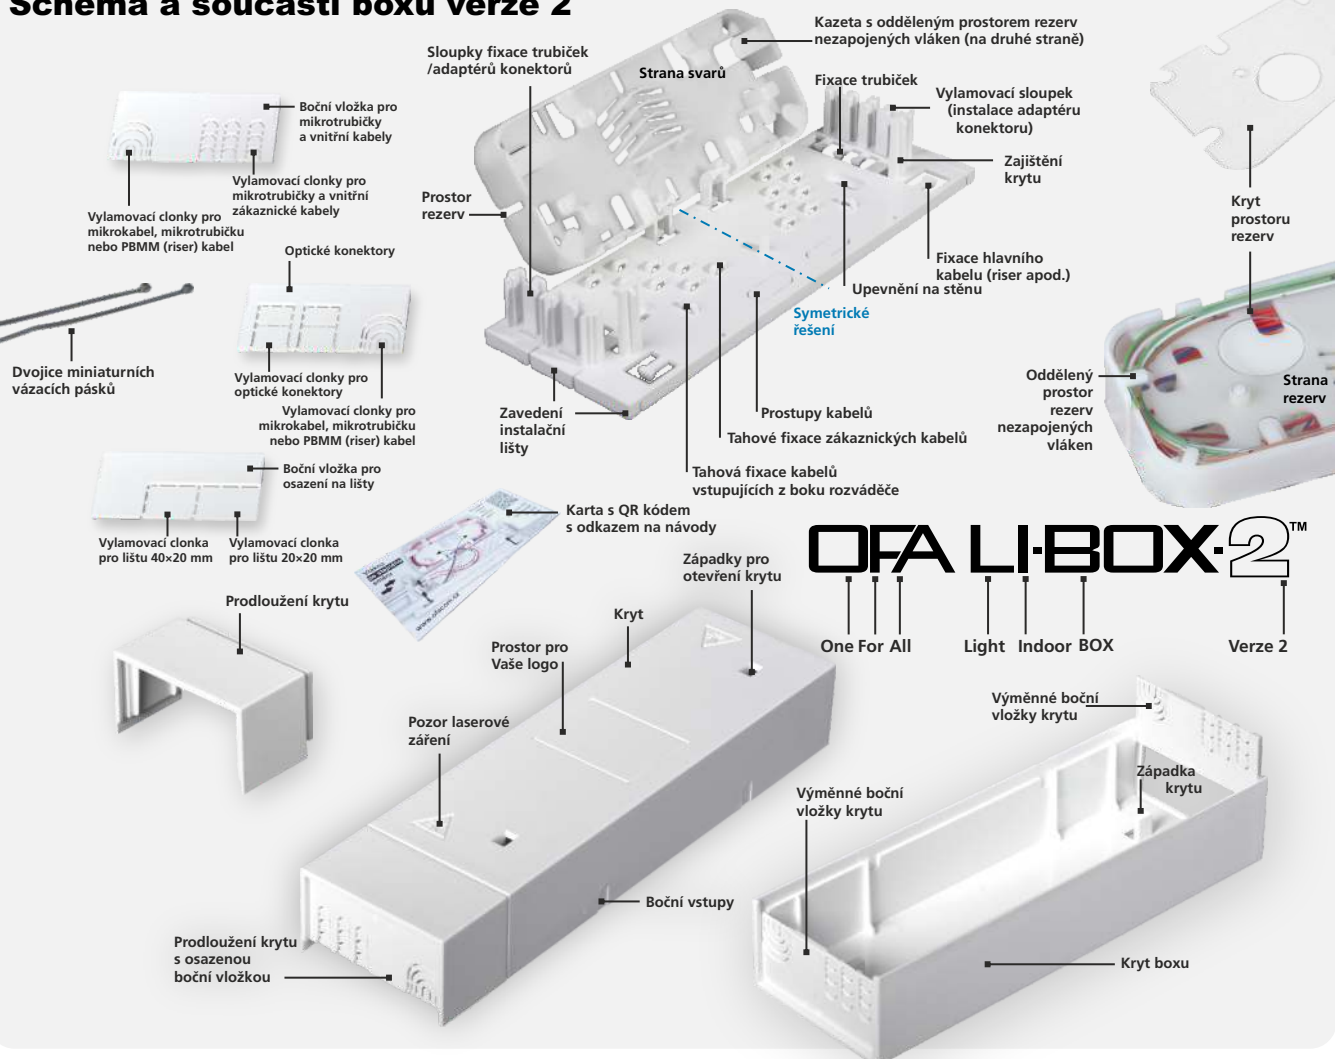 Schéma a součásti boxu verze 2
Kazeta s odděleným prostorem rezerv
nezapojených vláken (na druhé straně)
Sloupky fixace trubiček
/adaptérů konektorů
Strana svarů
Fixace trubiček
Vylamovací sloupek
(instalace adaptéru
konektoru)
Zajištění
krytu
Boční vložka pro
mikrotrubičky
a vnitřní kabely
Vylamovací clonky pro
mikrotrubičky a vnitřní
zákaznické kabely
Vylamovací clonky pro
mikrokabel, mikrotrubičku
nebo PBMM (riser) kabel
Prostor
rezerv
Kryt
prostoru
rezerv
Optické konektory
Fixace hlavního
kabelu (riser apod.)
Upevnění na stěnu
Symetrické
řešení
Dvojice miniaturních
vázacích pásků
Vylamovací clonky pro
optické konektory
Vylamovací clonky pro
mikrokabel, mikrotrubičku
nebo PBMM (riser) kabel
Zavedení
instalační
lišty
Prostupy kabelů
Tahové fixace zákaznických kabelů
Tahová fixace kabelů
vstupujících z boku rozváděče
Oddělený
prostor
rezerv
nezapojených
vláken
Strana
rezerv
Boční vložka pro
osazení na lišty
Vylamovací clonka
pro lištu 40×20 mm
Vylamovací clonka
pro lištu 20×20 mm
Karta s QR kódem
s odkazem na návody
www.ofacom.cz
OFA LI-BOX-2™
One For All Light Indoor BOX Verze 2
Západky pro
otevření krytu
Prodloužení krytu
Kryt
Prostor pro
Vaše logo
Pozor laserové
záření
Výměnné boční
vložky krytu
Západka
krytu
Výměnné boční
vložky krytu
Boční vstupy
Prodloužení krytu
s osazenou
boční vložkou
Kryt boxu